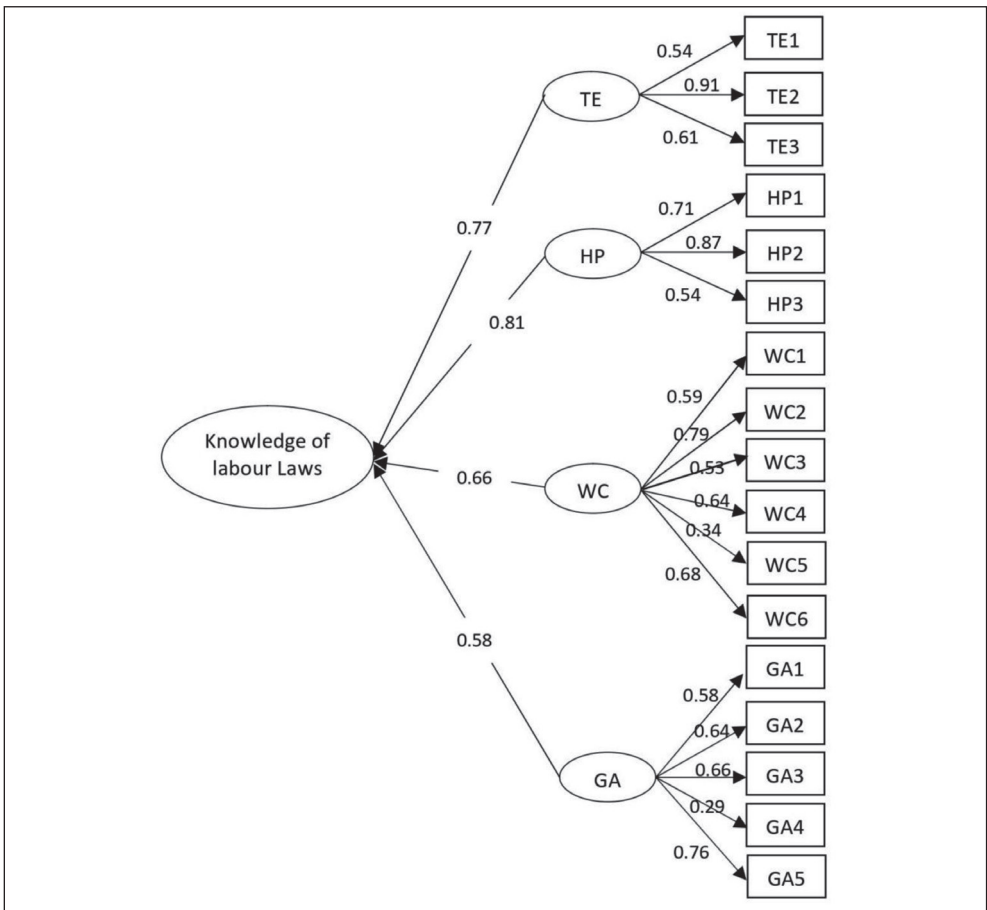 TE1
0.54
TE
0.91
TE2
0.61
TE3
HP1
0.71
0.77
HP
0.87
HP2
0.54
HP3
0.81
WC1
0.59
WC2
0.79
Knowledge of
labour Laws
WC3
0.53
0.66
WC
0.64
WC4
0.34
WC5
0.68
WC6
0.58
GA1
0.58
GA2
0.64
GA
0.66
GA3
0.29
GA4
0.76
GA5